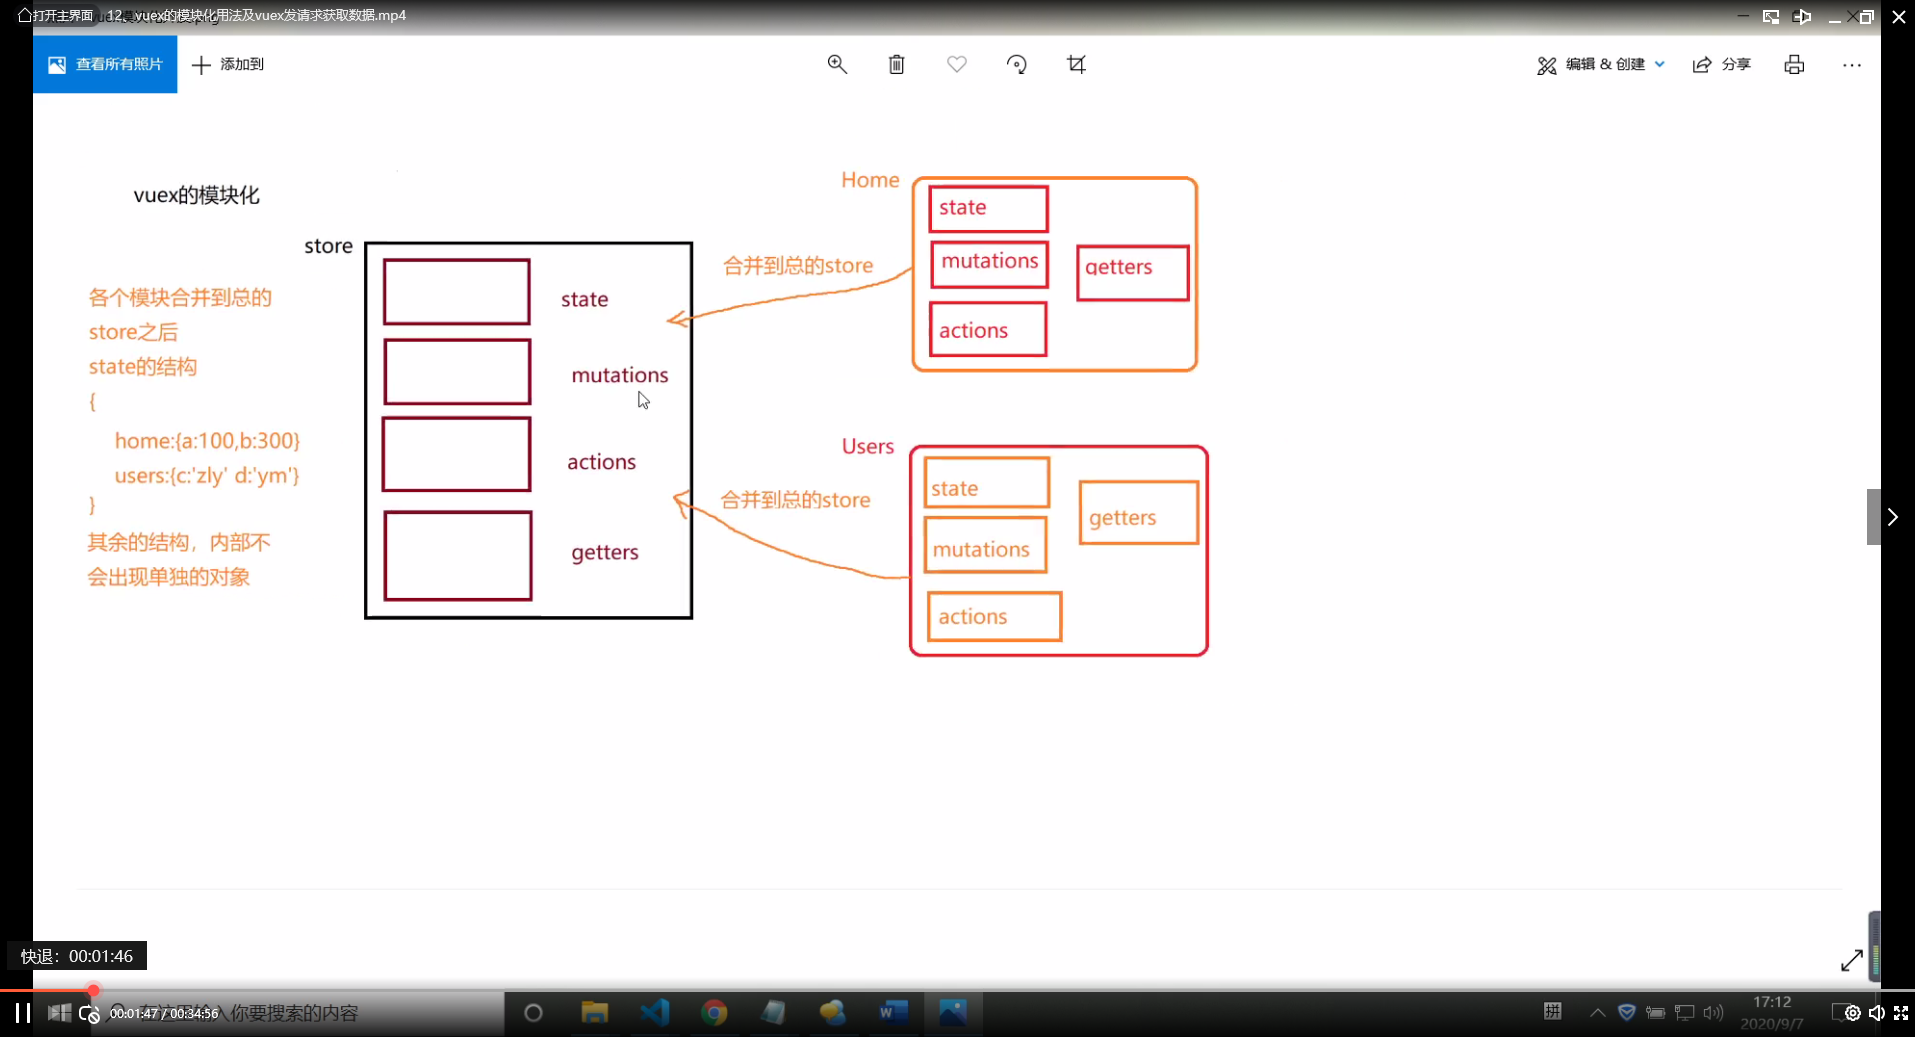 打开主界面
12、vuex的模块化用法及vuex发请求获取数据.mp4
查看所有照片
添加到
编辑 & 创建
分享
vuex的模块化
store
各个模块合并到总的
store之后
state的结构
{
home:{a:100,b:300}
users:{c:'zly' d:'ym'}
}
其余的结构，内部不
会出现单独的对象
state
mutations
actions
getters
合并到总的store
合并到总的store
Home
state
mutations
actions
getters
Users
state
mutations
actions
getters
快退：00:01:46
00:01:47 / 00:34:56
入你要搜索的内容
拼
17:12
2020/9/7